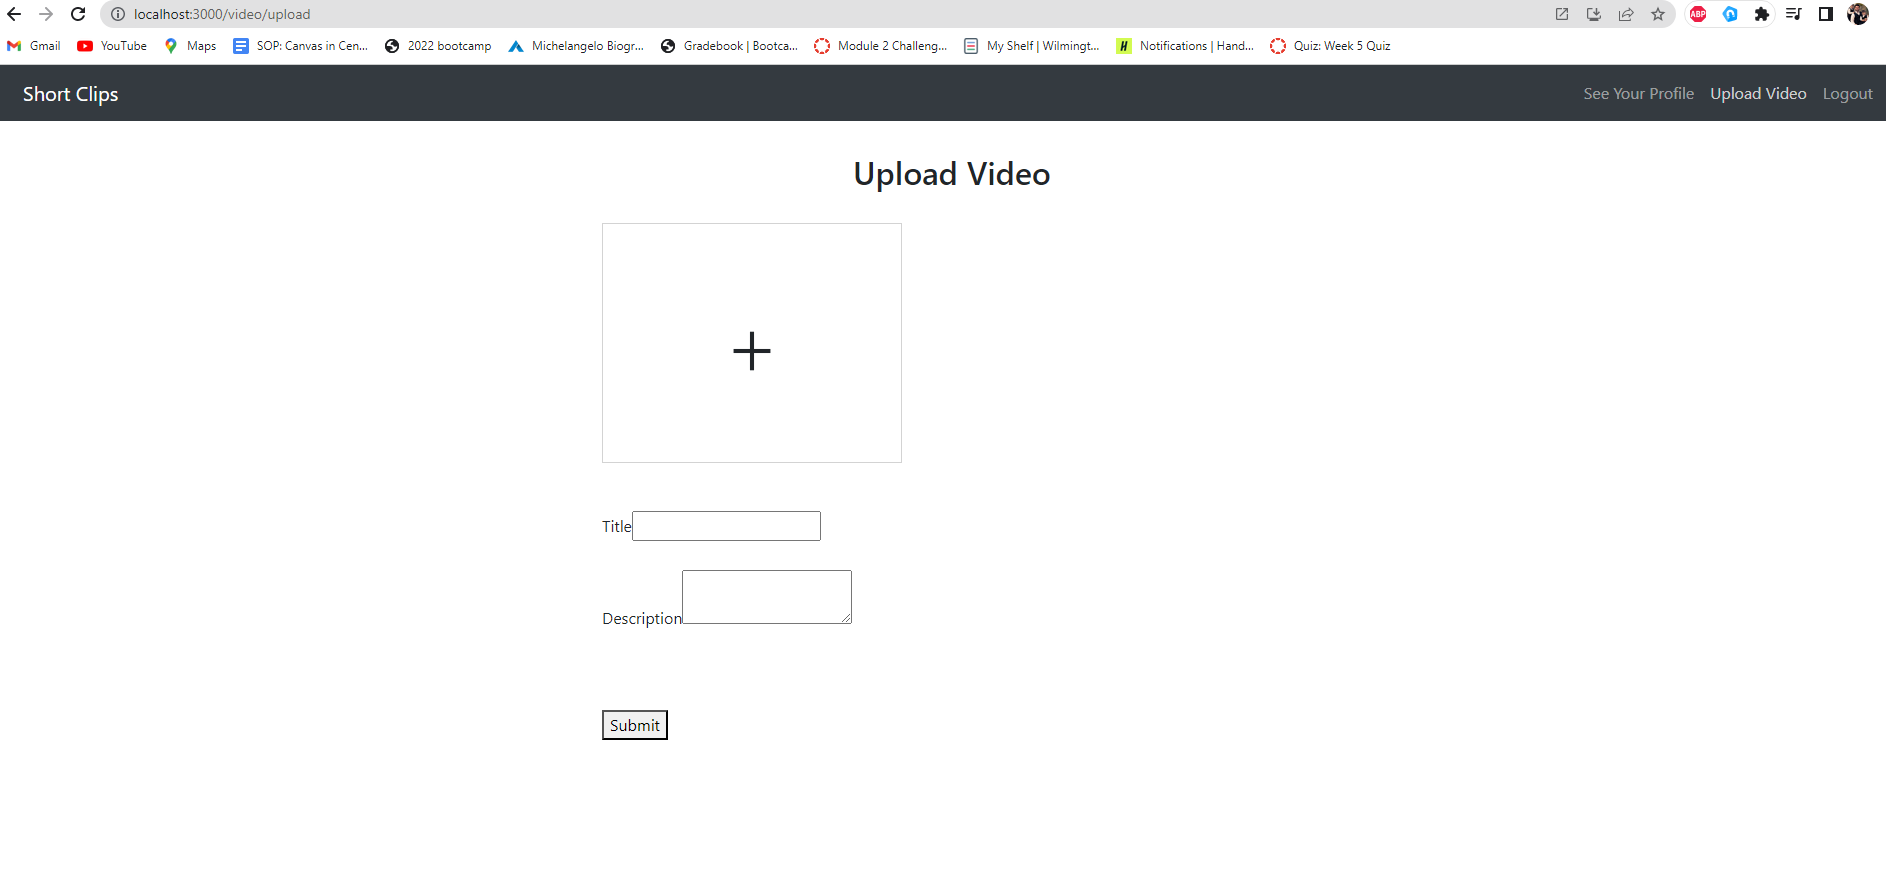 localhost:3000/video/upload ABP
Gmail YouTube Maps SOP: Canvas in Cen... 2022 bootcamp Michelangelo Biogr... Gradebook | Bootca... Module 2 Challeng... My Shelf | Wilmingt... H Notifications | Hand... Quiz: Week 5 Quiz
Short Clips See Your Profile Upload Video Logout
Upload Video
Title
Description
Submit